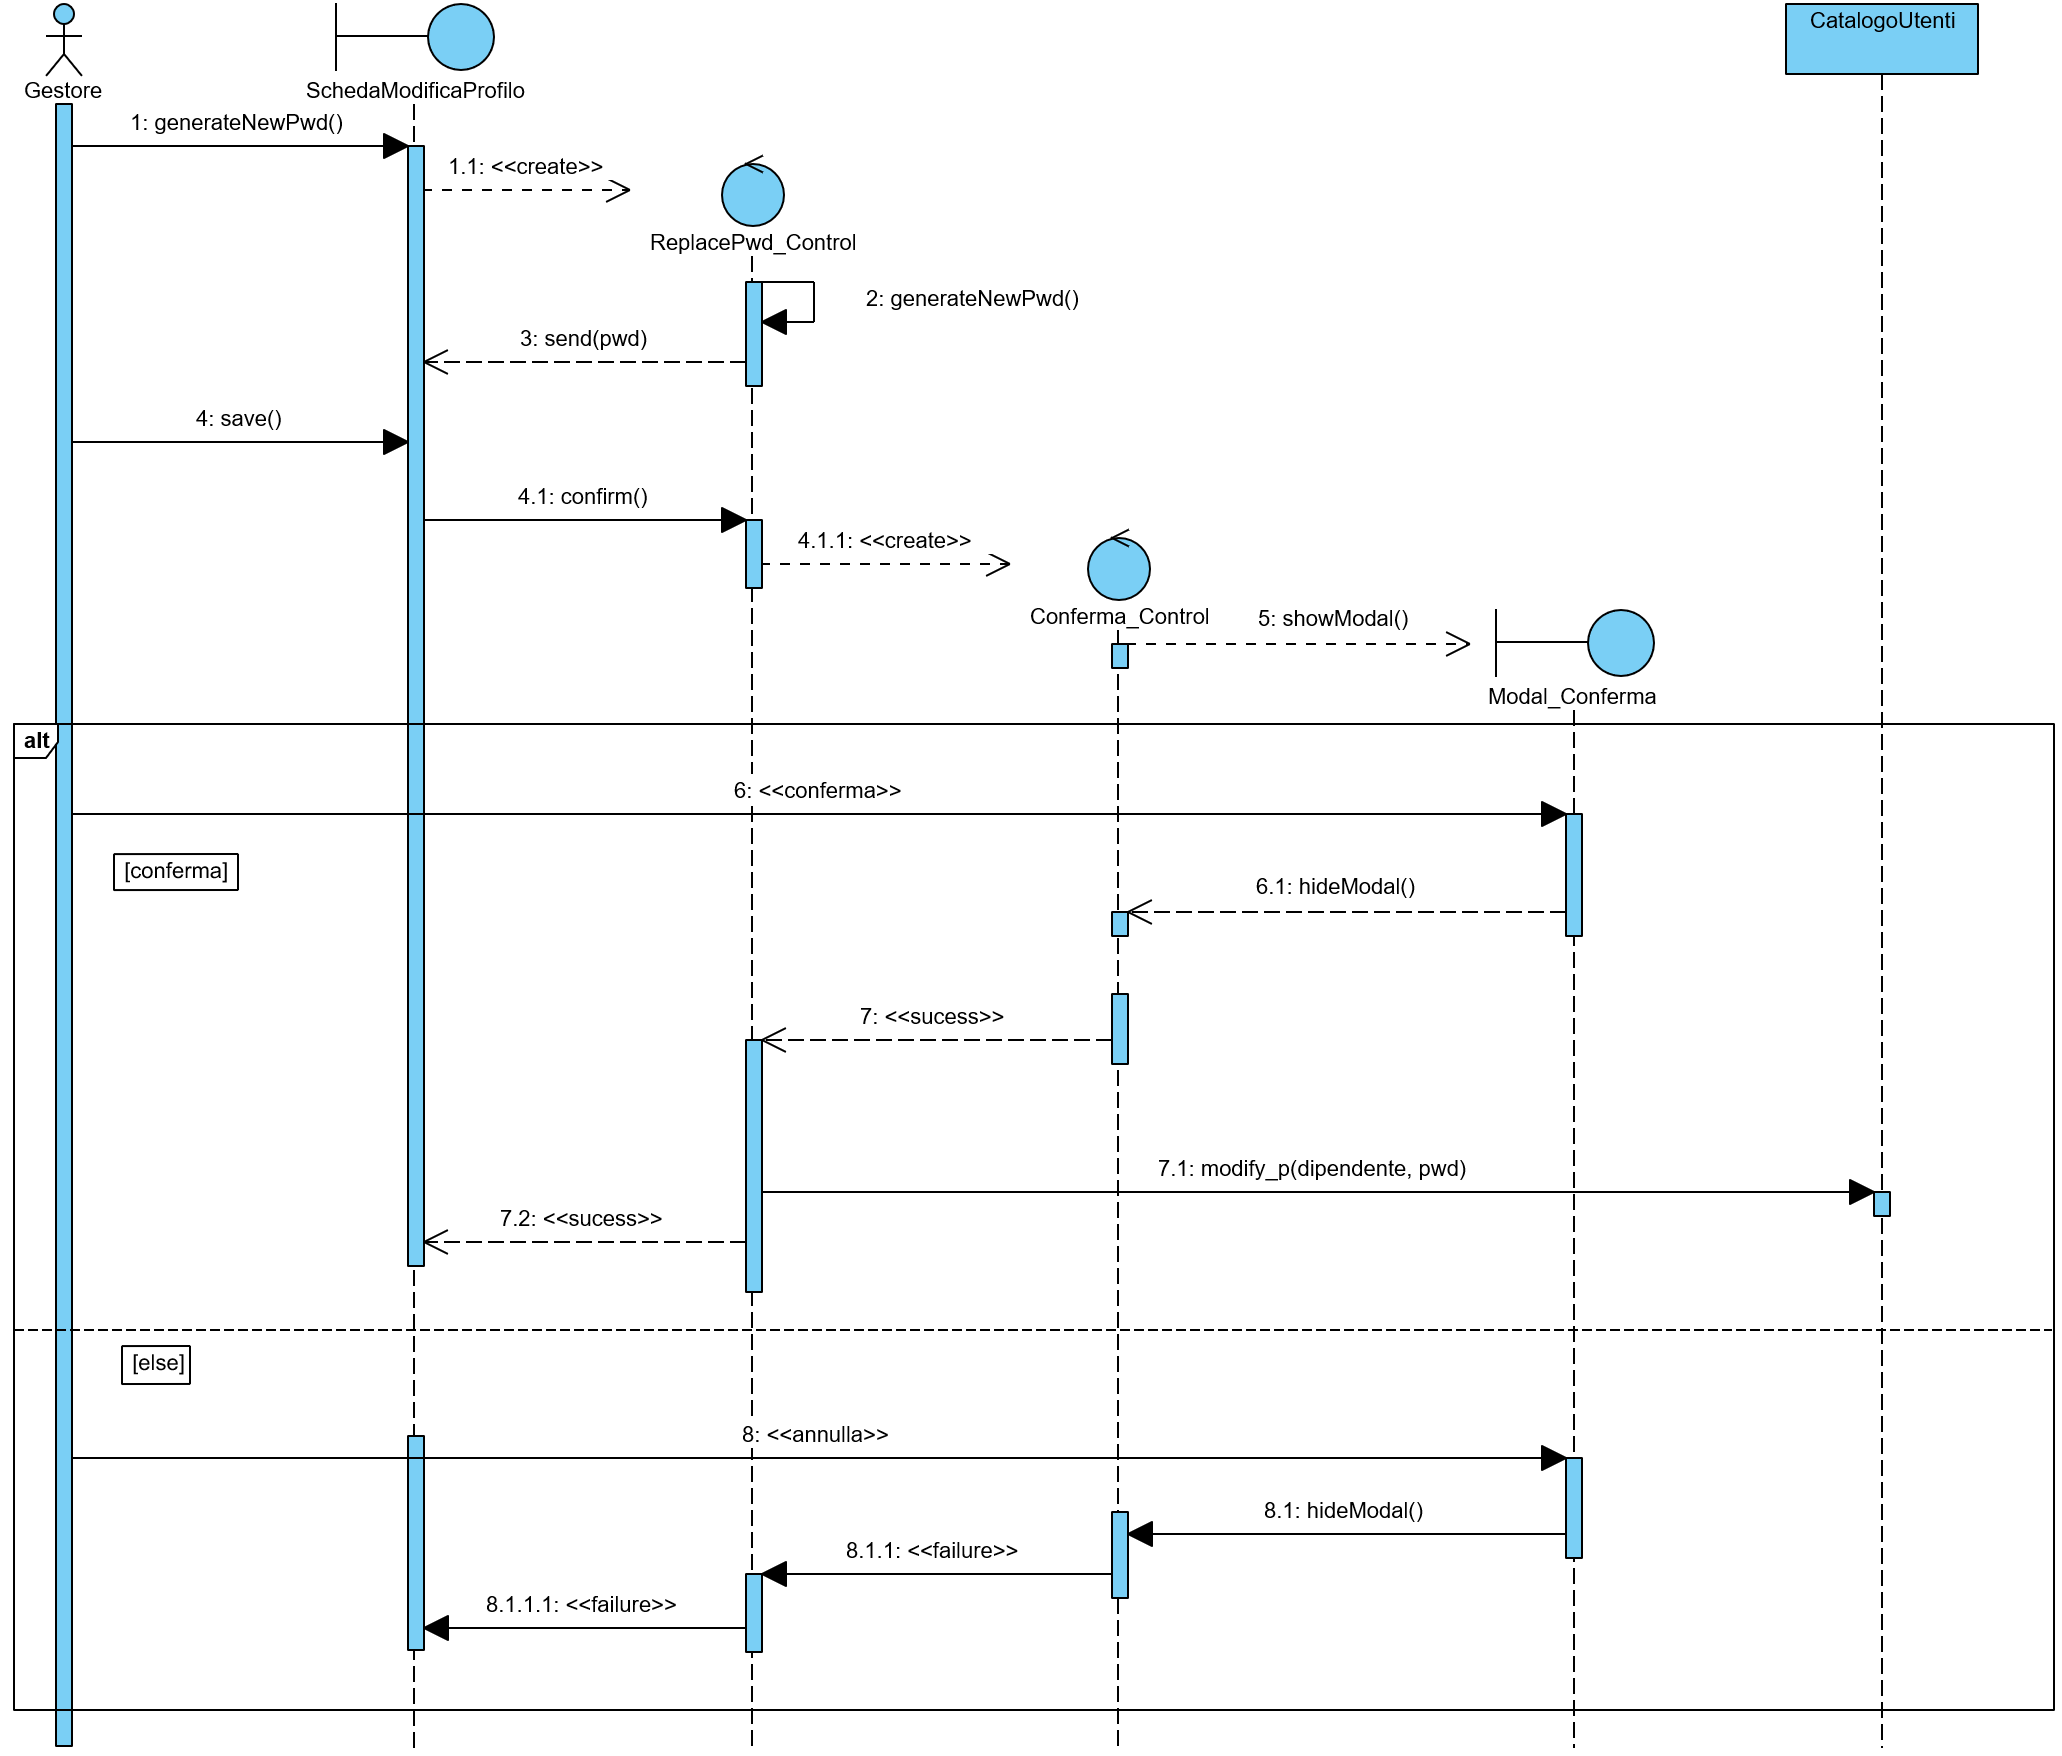 CatalogoUtenti
Gestore
SchedaModificaProfilo
1: generateNewPwd()
1.1: <<create>>
ReplacePwd_Control
2: generateNewPwd()
3: send(pwd)
4: save()
4.1: confirm()
4.1.1: <<create>>
Conferma_Control
5: showModal()
Modal_Conferma
alt
6: <<conferma>>
[conferma]
6.1: hideModal()
7: <<sucess>>
7.1: modify_p(dipendente, pwd)
7.2: <<sucess>>
[else]
8: <<annulla>>
8.1: hideModal()
8.1.1: <<failure>>
8.1.1.1: <<failure>>